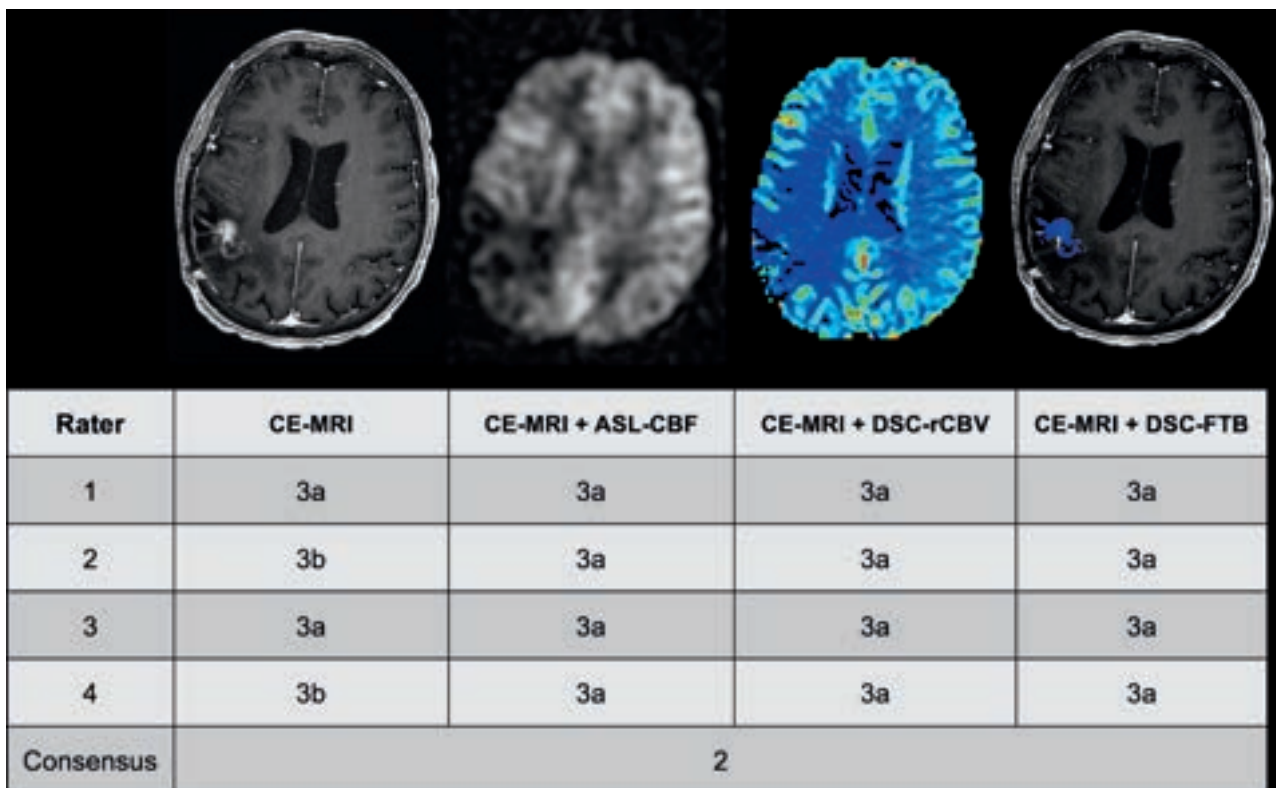 Rater CE-MRI CE-MRI + ASL-CBF CE-MRI + DSC-rCBV CE-MRI + DSC-FTB
1 3a 3a 3a 3a
2 3b 3a 3a 3a
3 3a 3a 3a 3a
4 3b 3a 3a 3a
Consensus 2